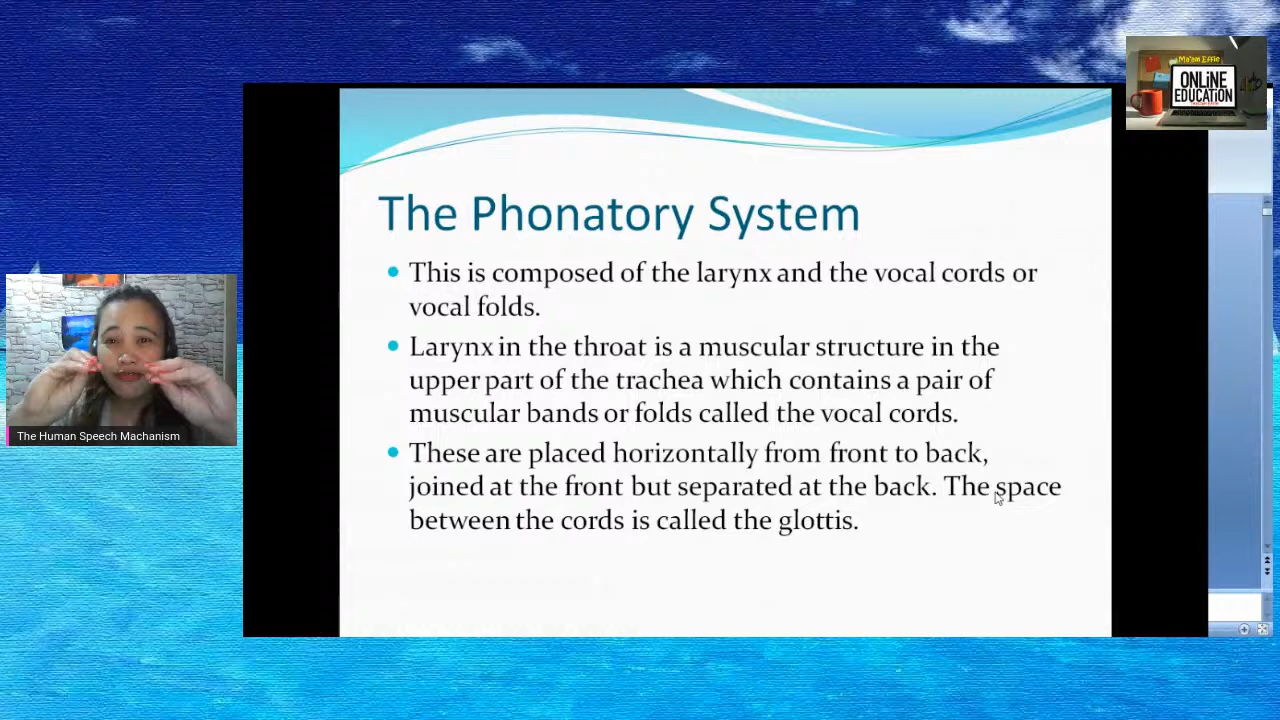 Ma'am Effie
ONLINE
EDUCATION
The Phonatory System
This is composed of the larynx and the vocal cords or
vocal folds.
Larynx in the throat is a muscular structure in the
upper part of the trachea which contains a pair of
muscular bands or folds called the vocal cords.
These are placed horizontally from front to back,
joined at the front but separated at the back. The space
between the cords is called the glottis.
The Human Speech Machanism